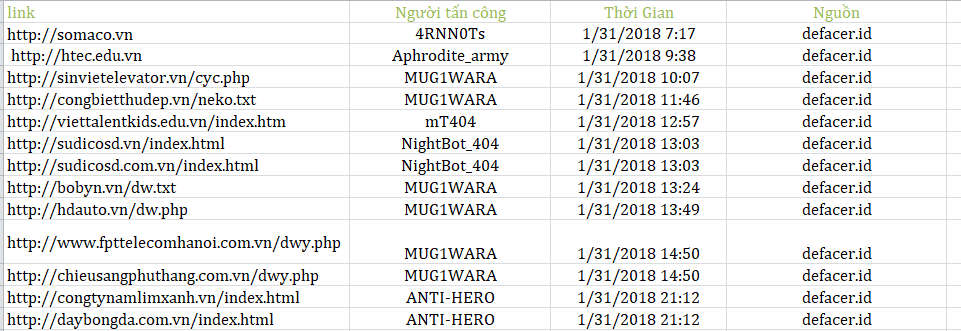 link Người tấn công Thời Gian Nguồn
http://somaco.vn 4RNN0Ts 1/31/2018 7:17 defacer.id
http://htec.edu.vn Aphrodite_army 1/31/2018 9:38 defacer.id
http://sinvietelevator.vn/cyc.php MUG1WARA 1/31/2018 10:07 defacer.id
http://congbietthudep.vn/neko.txt MUG1WARA 1/31/2018 11:46 defacer.id
http://viettalentkids.edu.vn/index.htm mT404 1/31/2018 12:57 defacer.id
http://sudicosd.vn/index.html NightBot_404 1/31/2018 13:03 defacer.id
http://sudicosd.com.vn/index.html NightBot_404 1/31/2018 13:03 defacer.id
http://bobyn.vn/dw.txt MUG1WARA 1/31/2018 13:24 defacer.id
http://hdauto.vn/dw.php MUG1WARA 1/31/2018 13:49 defacer.id
http://www.fpttelecomhanoi.com.vn/dwy.php MUG1WARA 1/31/2018 14:50 defacer.id
http://chieusangphuthang.com.vn/dwy.php MUG1WARA 1/31/2018 14:50 defacer.id
http://congtynamlimxanh.vn/index.html ANTI-HERO 1/31/2018 21:12 defacer.id
http://daybongda.com.vn/index.html ANTI-HERO 1/31/2018 21:12 defacer.id